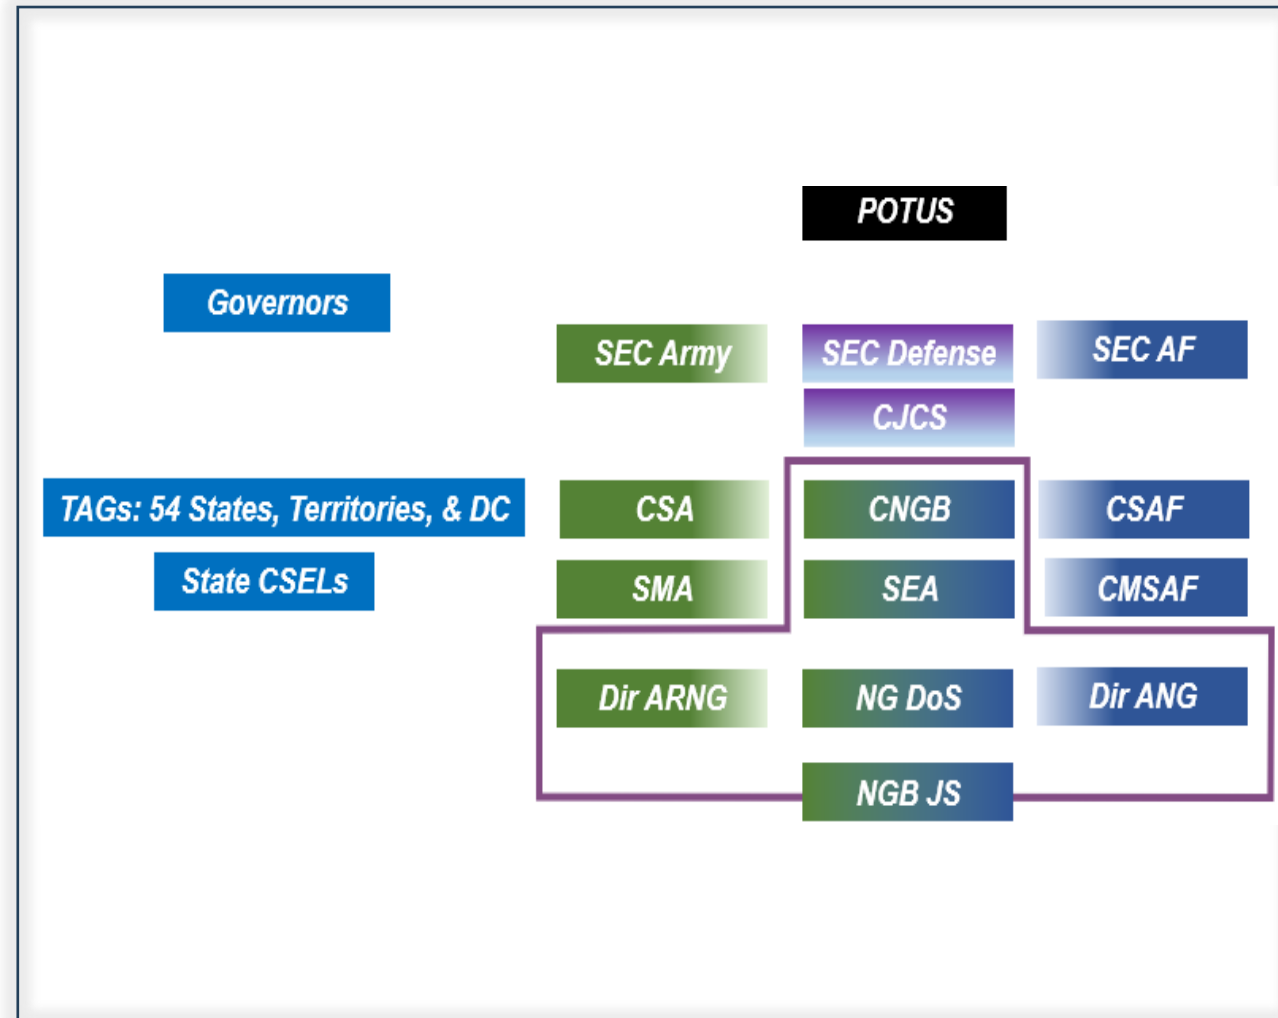 POTUS
Governors
SEC Army
SEC Defense
SEC AF
CJCS
TAGs: 54 States, Territories, & DC
CSA
CNGB
CSAF
State CSELs
SMA
SEA
CMSAF
Dir ARNG
NG DoS
Dir ANG
NGB JS